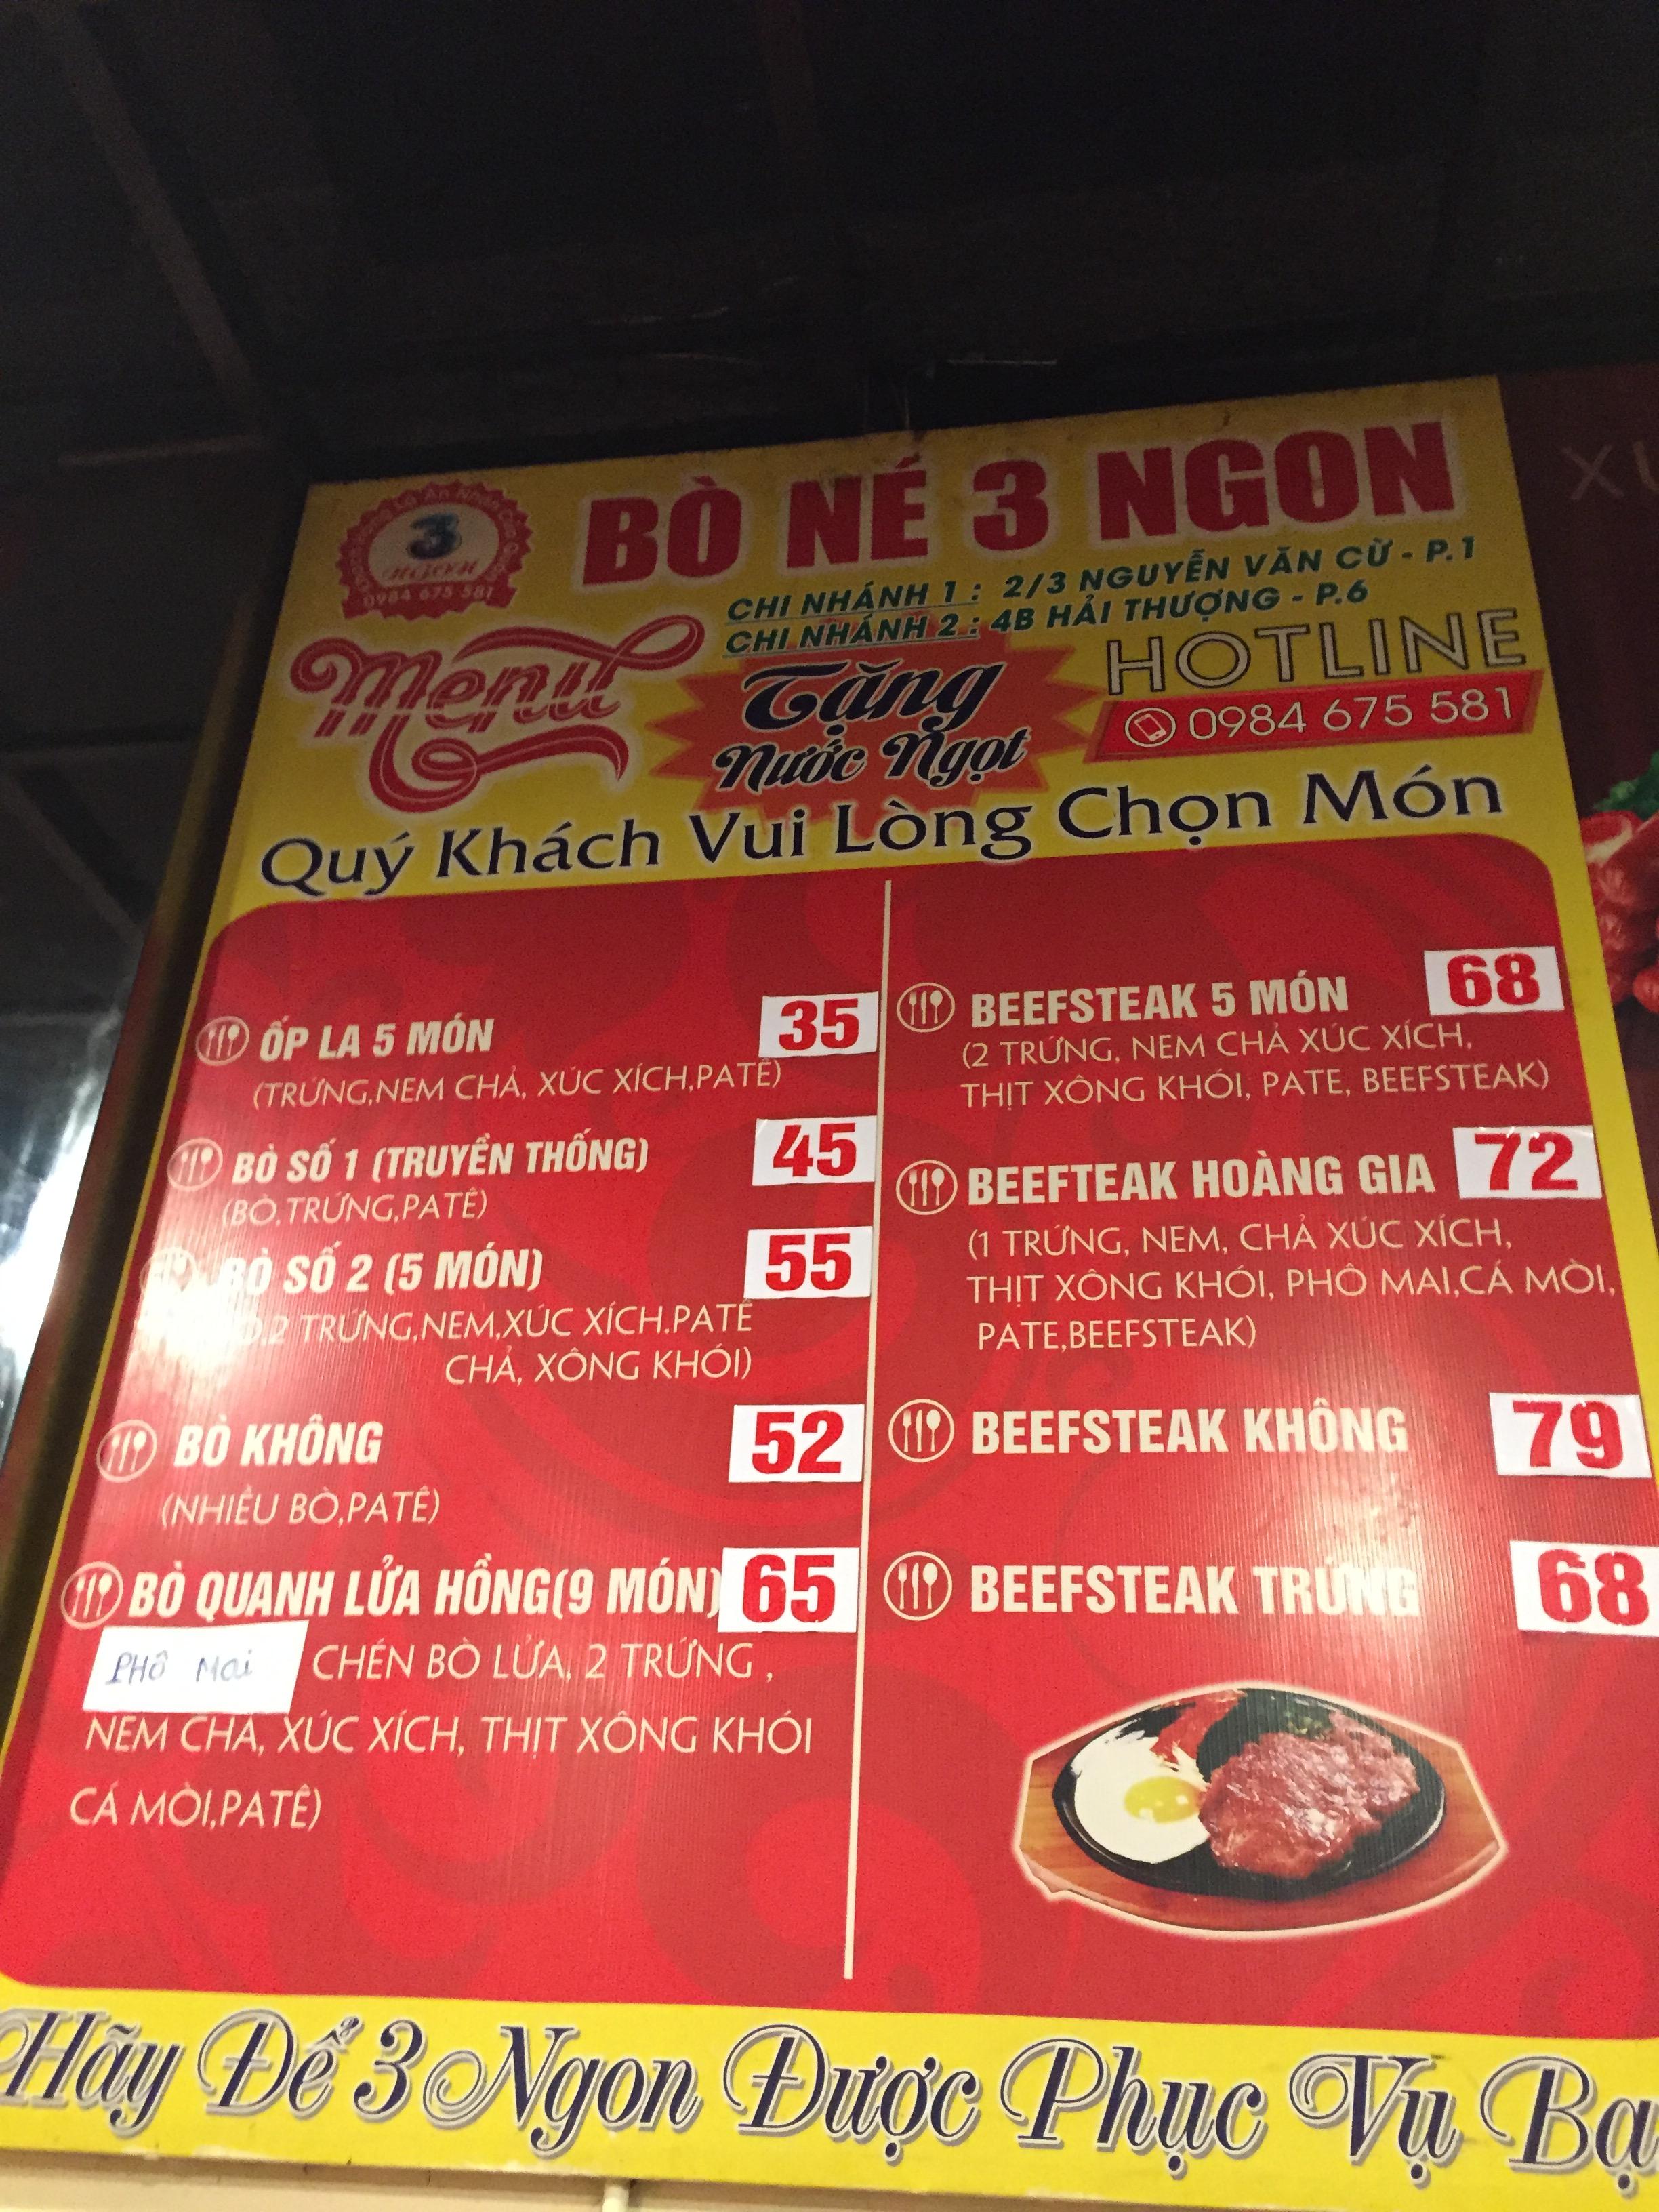 BÒ NÉ 3 NGON
3
NGON
0984 675 581
CHI NHÁNH 1 : 2/3 NGUYỄN VĂN CỪ - P.1
CHI NHÁNH 2 : 4B HẢI THƯỢNG - P.6
Menu
Tặng
Nước Ngọt
HOTLINE
0984 675 581
Quý Khách Vui Lòng Chọn Món
ỐP LA 5 MÓN 35
(TRỨNG,NEM CHẢ, XÚC XÍCH,PATÊ)
BÒ SỐ 1 (TRUYỀN THỐNG) 45
(BÒ,TRỨNG,PATÊ)
BÒ SỐ 2 (5 MÓN) 55
2 TRỨNG,NEM,XÚC XÍCH.PATÊ
CHẢ, XÔNG KHÓI)
BÒ KHÔNG 52
(NHIỀU BÒ,PATÊ)
BÒ QUANH LỬA HỒNG(9 MÓN) 65
PHÔ MAi CHÉN BÒ LỬA, 2 TRỨNG ,
NEM CHẢ, XÚC XÍCH, THỊT XÔNG KHÓI
CÁ MÒI,PATÊ)
BEEFSTEAK 5 MÓN 68
(2 TRỨNG, NEM CHẢ XÚC XÍCH,
THỊT XÔNG KHÓI, PATE, BEEFSTEAK)
BEEFTEAK HOÀNG GIA 72
(1 TRỨNG, NEM, CHẢ XÚC XÍCH,
THỊT XÔNG KHÓI, PHÔ MAI,CÁ MÒI,
PATE,BEEFSTEAK)
BEEFSTEAK KHÔNG 79
BEEFSTEAK TRỨNG 68
Hãy Để 3 Ngon Được Phục Vụ Bạ
XU